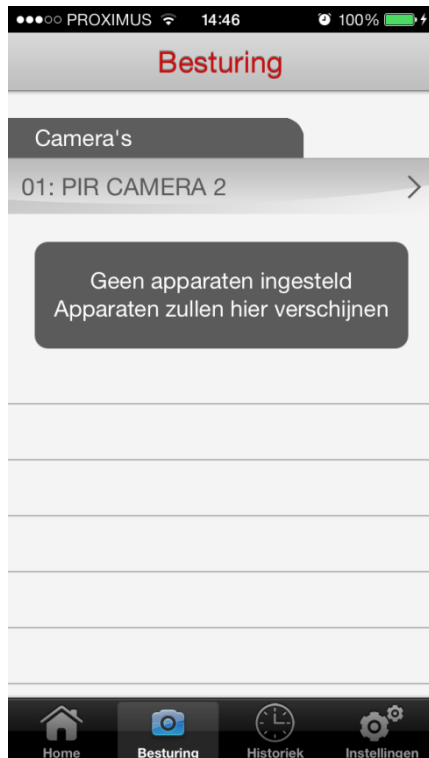 PROXIMUS 14:46 100%
Besturing
Camera's
01: PIR CAMERA 2
Geen apparaten ingesteld
Apparaten zullen hier verschijnen
Home Besturing Historiek Instellingen